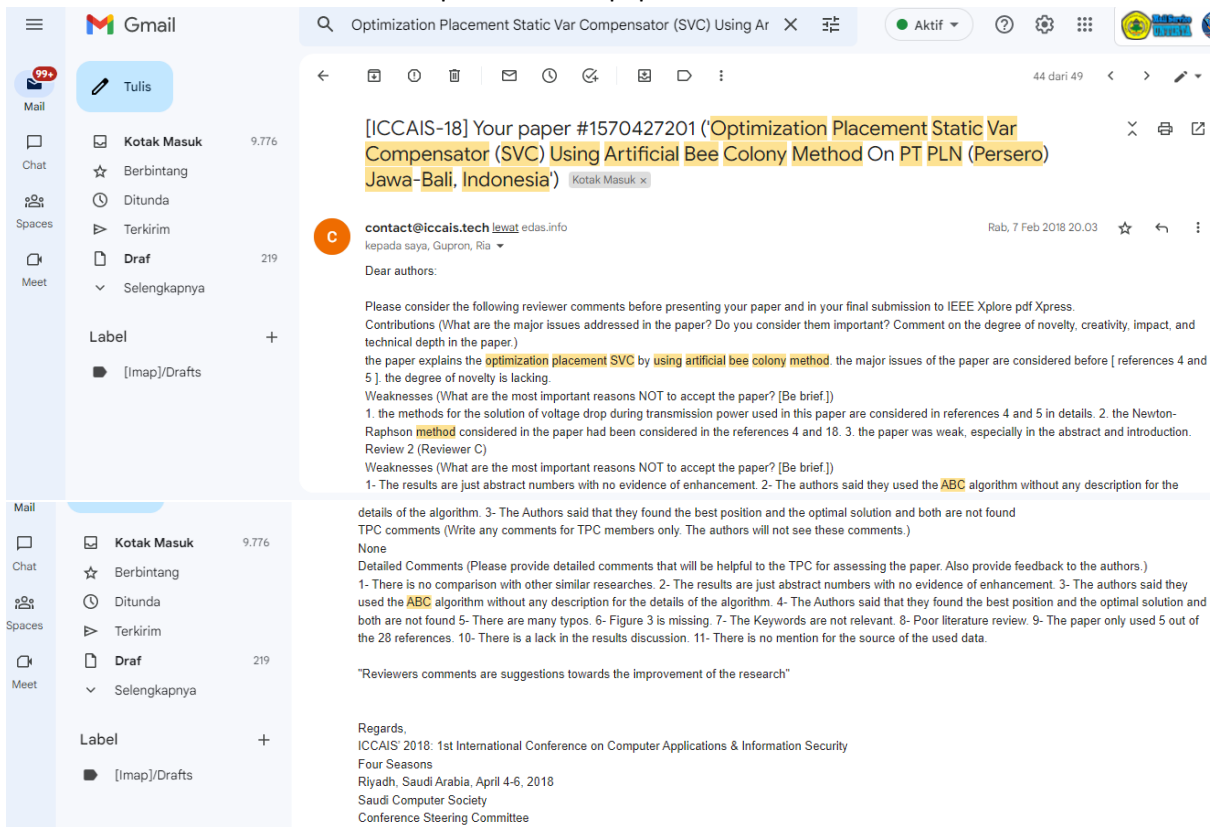 Gmail
Optimization Placement Static Var Compensator (SVC) Using Ar
Aktif
99+
Mail
Chat
Spaces
Meet
Tulis
Kotak Masuk 9.776
Berbintang
Ditunda
Terkirim
Draf 219
Selengkapnya
Label
[Imap]/Drafts
44 dari 49
[ICCAIS-18] Your paper #1570427201 ('Optimization Placement Static Var
Compensator (SVC) Using Artificial Bee Colony Method On PT PLN (Persero)
Jawa-Bali, Indonesia') Kotak Masuk x
C
contact@iccais.tech lewat edas.info Rab, 7 Feb 2018 20.03
kepada saya, Gupron, Ria
Dear authors:
Please consider the following reviewer comments before presenting your paper and in your final submission to IEEE Xplore pdf Xpress.
Contributions (What are the major issues addressed in the paper? Do you consider them important? Comment on the degree of novelty, creativity, impact, and
technical depth in the paper.)
the paper explains the optimization placement SVC by using artificial bee colony method. the major issues of the paper are considered before [ references 4 and
5 ]. the degree of novelty is lacking.
Weaknesses (What are the most important reasons NOT to accept the paper? [Be brief.])
1. the methods for the solution of voltage drop during transmission power used in this paper are considered in references 4 and 5 in details. 2. the Newton-
Raphson method considered in the paper had been considered in the references 4 and 18. 3. the paper was weak, especially in the abstract and introduction.
Review 2 (Reviewer C)
Weaknesses (What are the most important reasons NOT to accept the paper? [Be brief.])
1- The results are just abstract numbers with no evidence of enhancement. 2- The authors said they used the ABC algorithm without any description for the
Mail
Chat
Spaces
Meet
Kotak Masuk 9.776
Berbintang
Ditunda
Terkirim
Draf 219
Selengkapnya
Label
[Imap]/Drafts
details of the algorithm. 3- The Authors said that they found the best position and the optimal solution and both are not found
TPC comments (Write any comments for TPC members only. The authors will not see these comments.)
None
Detailed Comments (Please provide detailed comments that will be helpful to the TPC for assessing the paper. Also provide feedback to the authors.)
1- There is no comparison with other similar researches. 2- The results are just abstract numbers with no evidence of enhancement. 3- The authors said they
used the ABC algorithm without any description for the details of the algorithm. 4- The Authors said that they found the best position and the optimal solution and
both are not found 5- There are many typos. 6- Figure 3 is missing. 7- The Keywords are not relevant. 8- Poor literature review. 9- The paper only used 5 out of
the 28 references. 10- There is a lack in the results discussion. 11- There is no mention for the source of the used data.
"Reviewers comments are suggestions towards the improvement of the research"
Regards,
ICCAIS' 2018: 1st International Conference on Computer Applications & Information Security
Four Seasons
Riyadh, Saudi Arabia, April 4-6, 2018
Saudi Computer Society
Conference Steering Committee